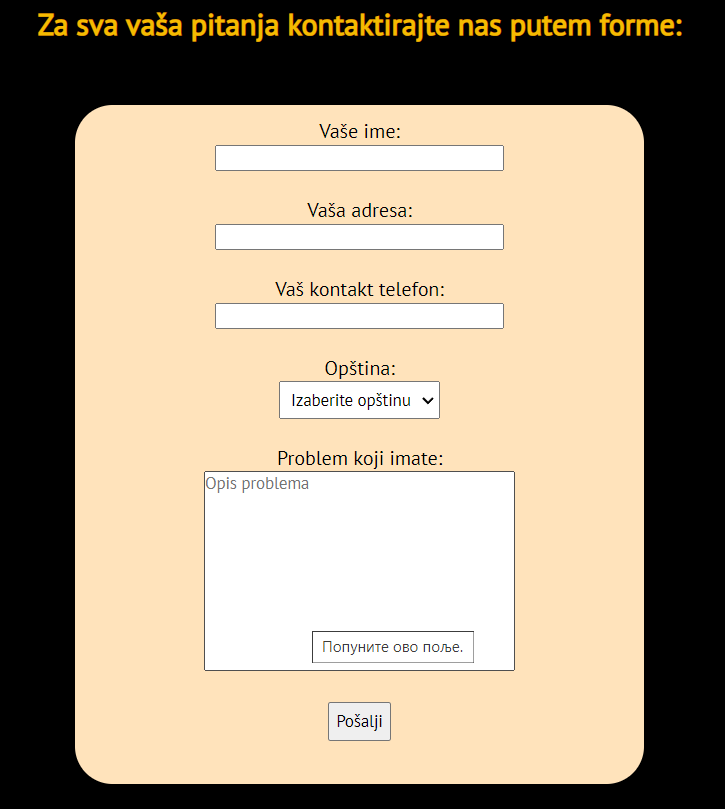 Za sva vaša pitanja kontaktirajte nas putem forme:
Vaše ime:
Vaša adresa:
Vaš kontakt telefon:
Opština:
Izaberite opštinu
Problem koji imate:
Opis problema
Попуните ово поље.
Pošalji